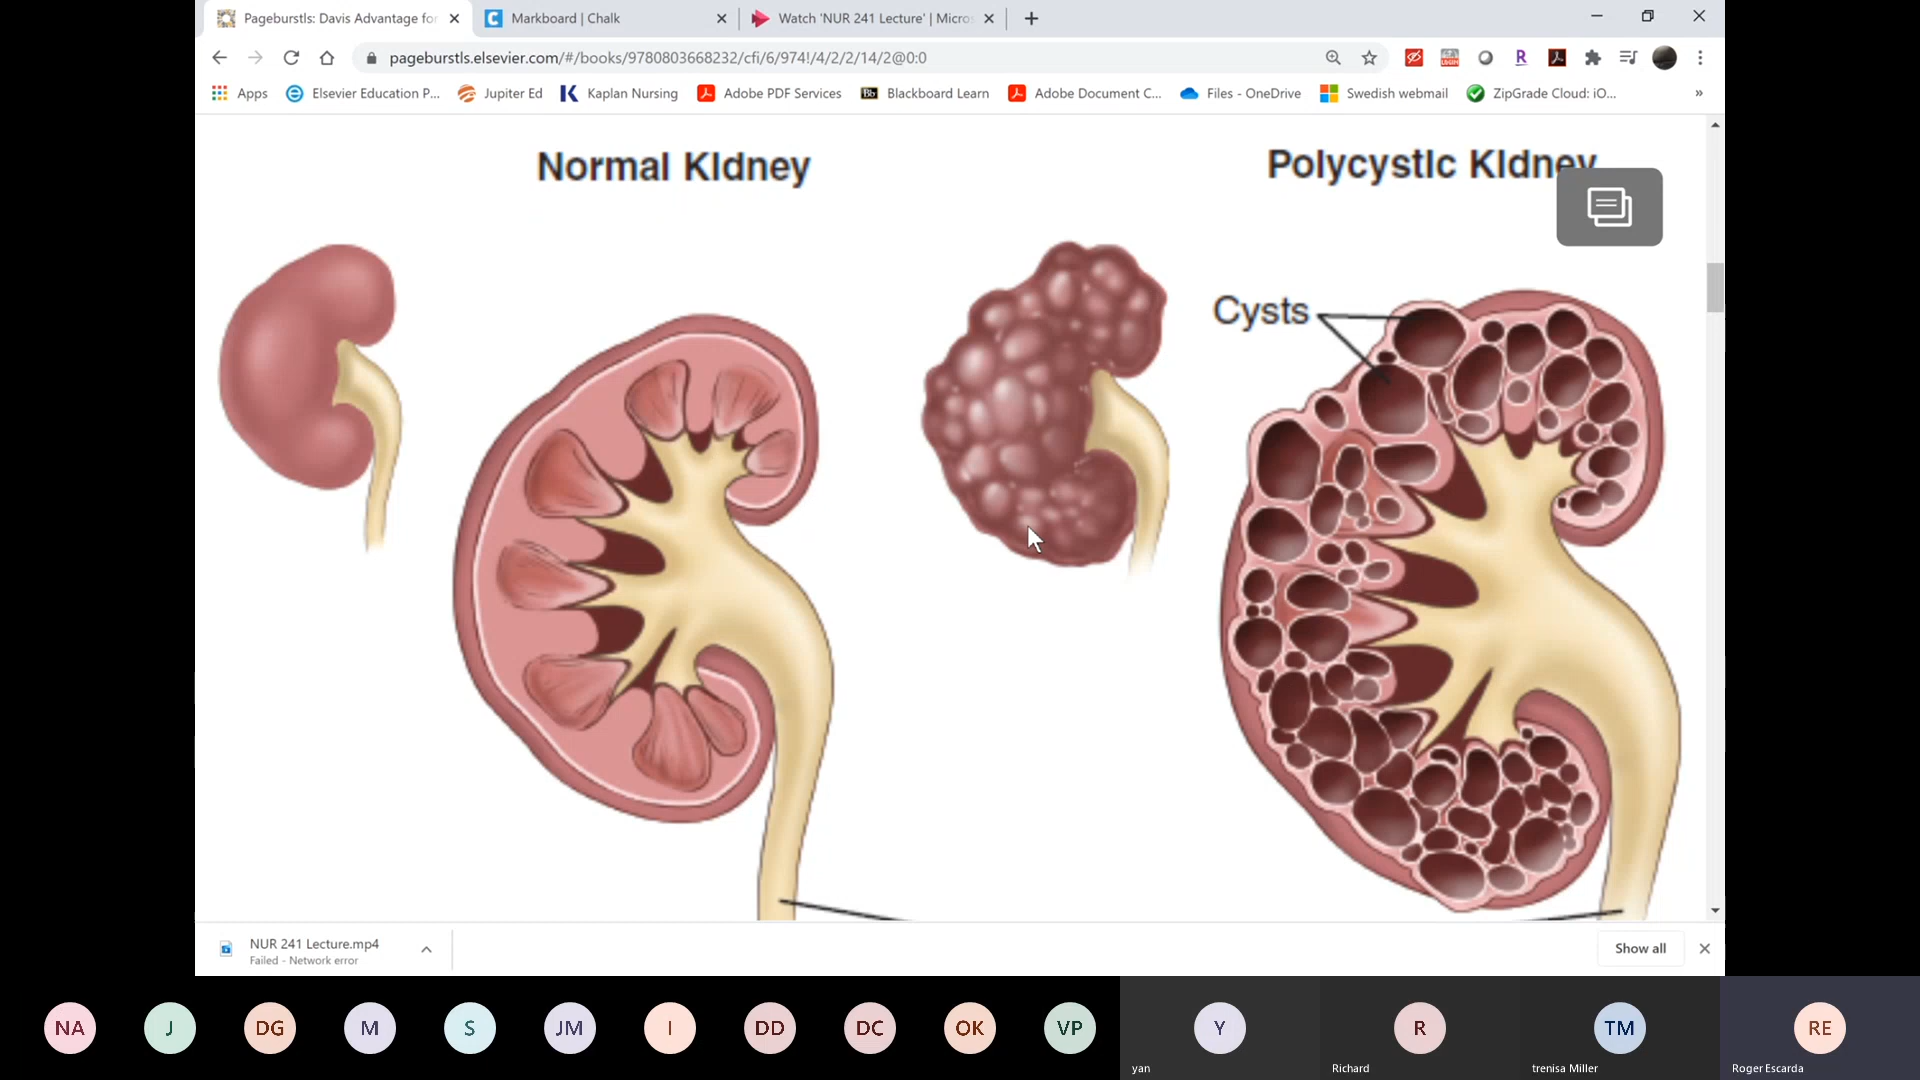 Pageburstls: Davis Advantage for
Markboard | Chalk
Watch 'NUR 241 Lecture' | Micros
pageburstls.elsevier.com/#/books/9780803668232/cfi/6/974!/4/2/2/14/2@0:0
Apps
Elsevier Education P...
Jupiter Ed
Kaplan Nursing
Adobe PDF Services
Bb
Blackboard Learn
Adobe Document C...
Files - OneDrive
Swedish webmail
ZipGrade Cloud: iO...
»
Normal Kidney
Polycystic Kidney
Cysts
NUR 241 Lecture.mp4
Failed - Network error
Show all
NA
J
DG
M
S
JM
I
DD
DC
OK
VP
Y
R
TM
RE
yan
Richard
trenisa Miller
Roger Escarda